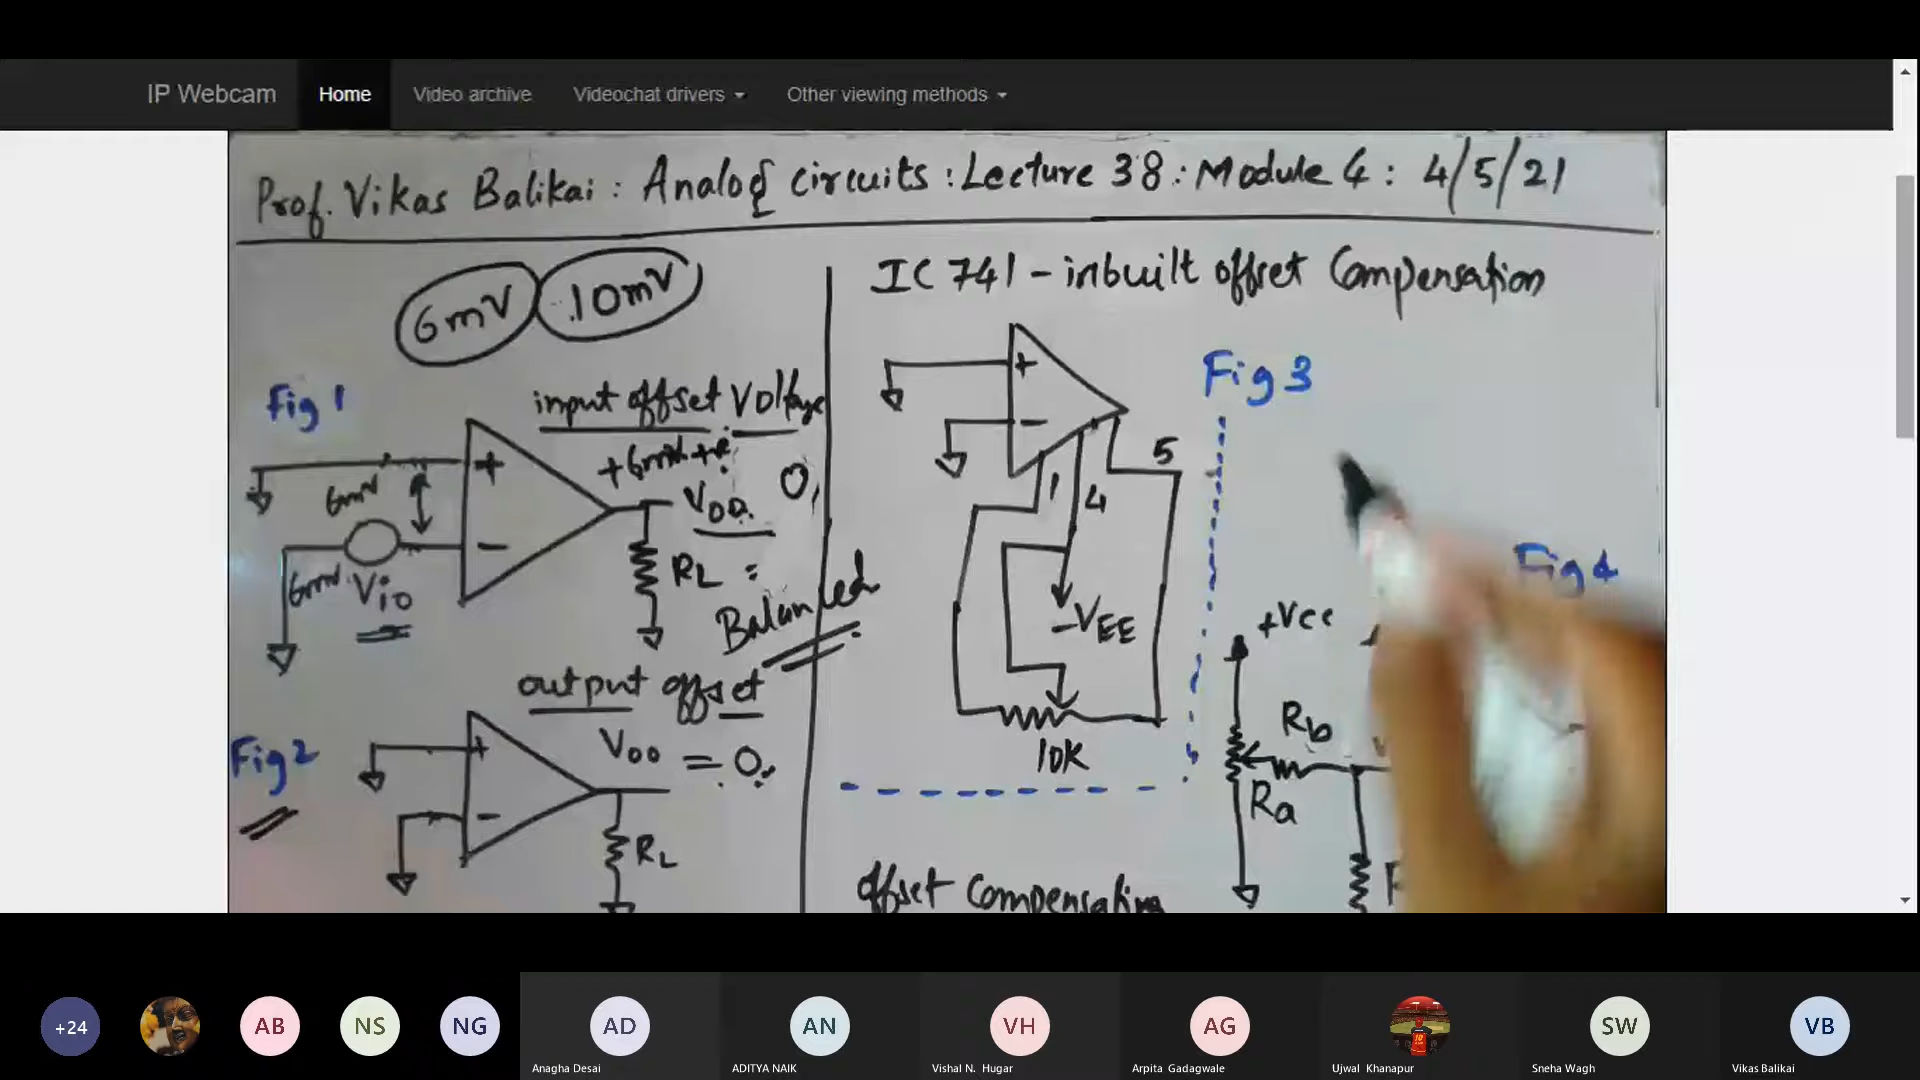 IP Webcam Home Video archive Videochat drivers Other viewing methods
Prof. Vikas Balikai : Analog circuits : Lecture 38 : Module 4 : 4/5/21
6mV 10mV
IC 741 - inbuilt offset Compensation
Fig 1
input offset Voltage
+
6mV
6mV
Vio
-
Voo
0
RL
Balanced
output offset
Fig 2
+
-
Voo = 0
RL
Fig 3
+
-
1
4
5
-VEE
10K
Fig 4
+Vcc
Rb
Ra
offset Compensating
+24 AB NS NG AD AN VH AG SW VB
Anagha Desai ADITYA NAIK Vishal N. Hugar Arpita Gadagwale Ujwal Khanapur Sneha Wagh Vikas Balikai